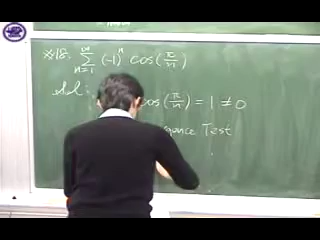 ※18. ∞ Σ n=1 (-1)^n cos(π/n)
sol:
cos(π/n) = 1 ≠ 0
Test